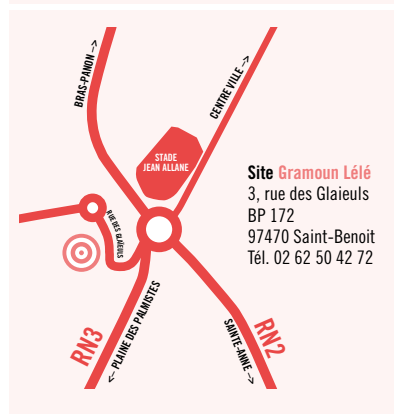 BRAS-PANON -->
CENTRE VILLE -->
STADE
JEAN ALLANE
RUE DES GLAÏEULS
Site Gramoun Lélé
3, rue des Glaieuls
BP 172
97470 Saint-Benoit
Tél. 02 62 50 42 72
RN3
<-- PLAINE DES PALMISTES
SAINTE-ANNE -->
RN2